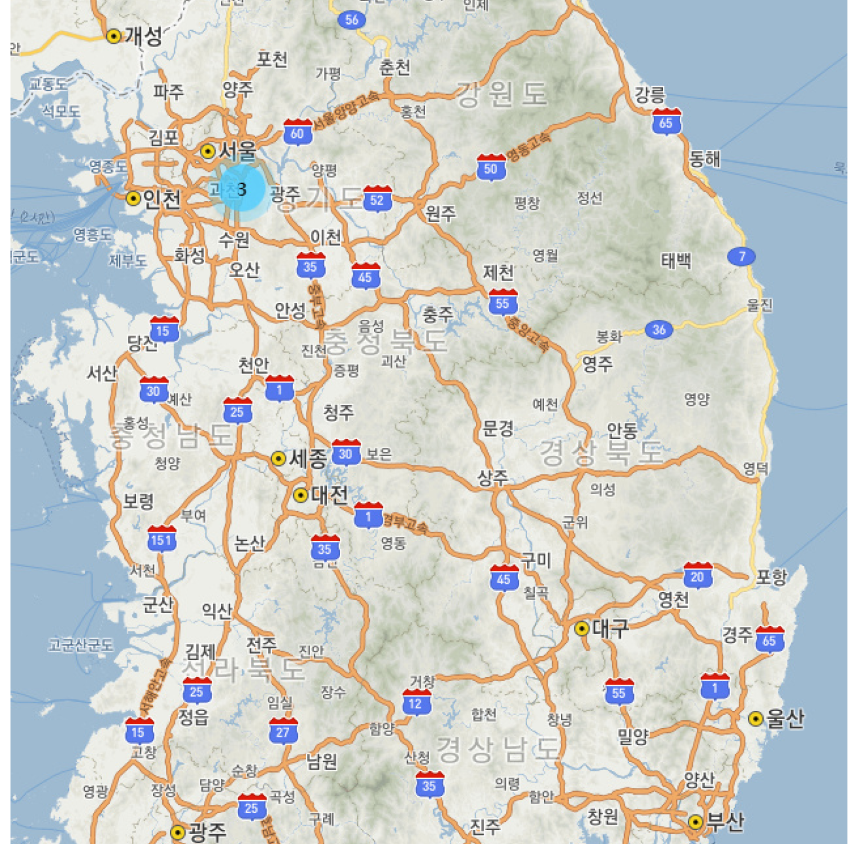 56
인제
개성
포천
가평
춘천
강원도
교동도
석모도
파주
양주
홍천
서울양양고속
강릉
65
김포
60
서울
50
영동고속
동해
영종도
양평
과천
3
광주
경기도
52
인천
원주
평창
정선
영흥도
수원
이천
화성
35
45
영월
태백
7
제부도
오산
제천
55
중부고속
안성
음성
충주
중앙고속
울진
15
당진
진천
충청북도
괴산
봉화
36
서산
천안
증평
영주
30
예산
1
25
청주
예천
영양
홍성
충청남도
문경
안동
청양
세종
30
보은
경상북도
영덕
상주
의성
대전
보령
부여
1
경부고속
군위
151
논산
35
영동
구미
서천
45
칠곡
20
포항
군산
익산
영천
대구
경주
65
고군산군도
김제
전주
진안
전라북도
서해안고속
25
장수
거창
12
55
1
정읍
임실
합천
창녕
울산
15
27
함양
밀양
고창
남원
산청
경상남도
순창
담양
35
의령
양산
영광
장성
25
곡성
함안
구례
진주
창원
부산
광주